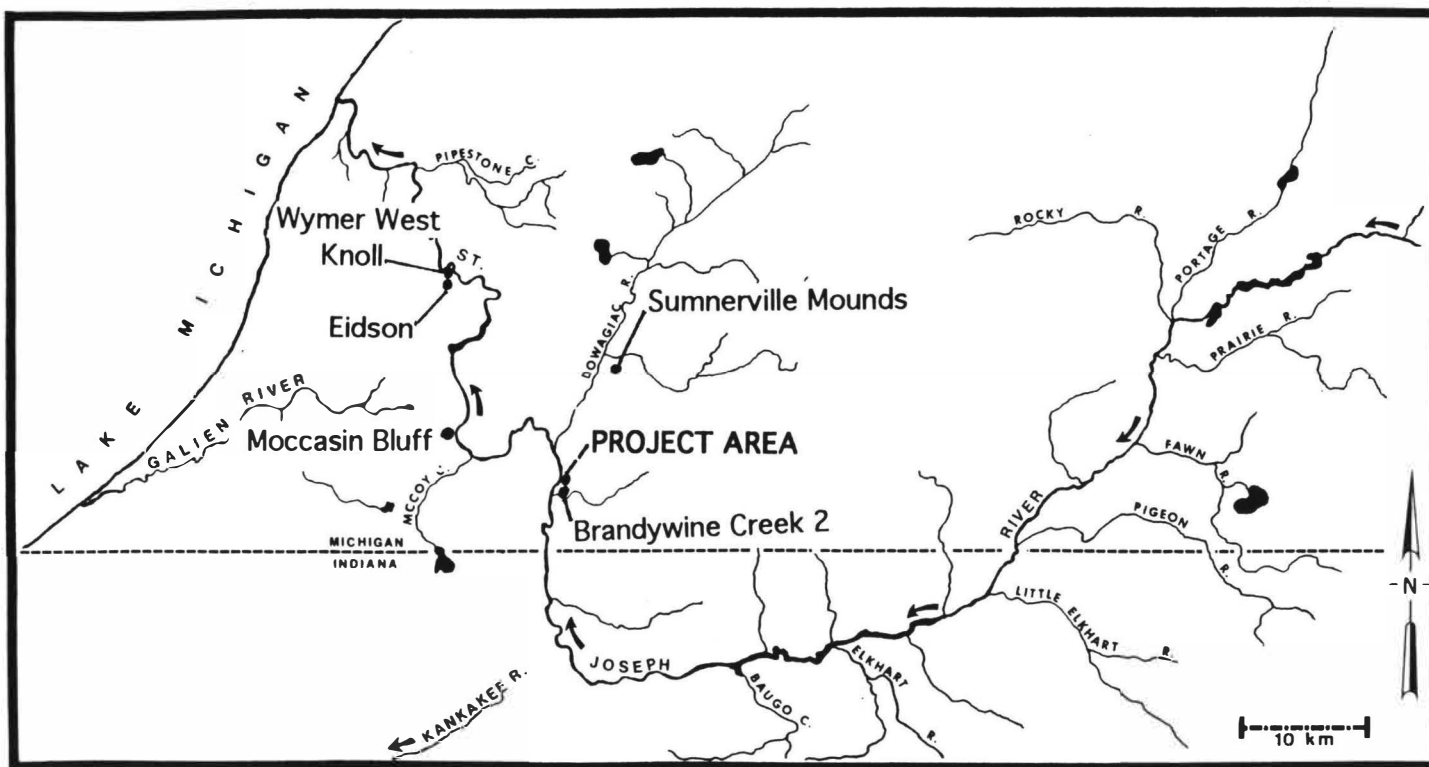 LAKE MICHIGAN
PIPESTONE C.
Wymer West
Knoll
ST.
Eidson
ROCKY R.
PORTAGE R.
DOWAGIAC R.
Sumnerville Mounds
PRAIRIE R.
GALIEN RIVER
Moccasin Bluff
PROJECT AREA
FAWN R.
MCCOY C.
Brandywine Creek 2
RIVER
PIGEON R.
MICHIGAN
INDIANA
N
LITTLE ELKHART R.
JOSEPH
ELKHART R.
BAUGO C.
KANKAKEE R.
10 km